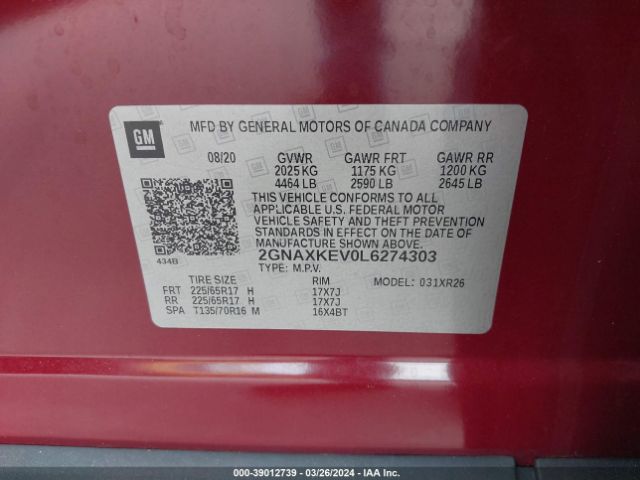 GM
MFD BY GENERAL MOTORS OF CANADA COMPANY
08/20 GVWR GAWR FRT GAWR RR
2025 KG 1175 KG 1200 KG
4464 LB 2590 LB 2645 LB
THIS VEHICLE CONFORMS TO ALL
APPLICABLE U.S. FEDERAL MOTOR
VEHICLE SAFETY AND THEFT PREVENTION
STANDARDS IN EFFECT ON THE DATE OF
MANUFACTURE SHOWN ABOVE.
434B
2GNAXKEV0L6274303
TYPE: M.P.V.
TIRE SIZE RIM MODEL: 031XR26
FRT 225/65R17 H 17X7J
RR 225/65R17 H 17X7J
SPA T135/70R16 M 16X4BT
000-39012739 - 03/26/2024 - IAA Corp.